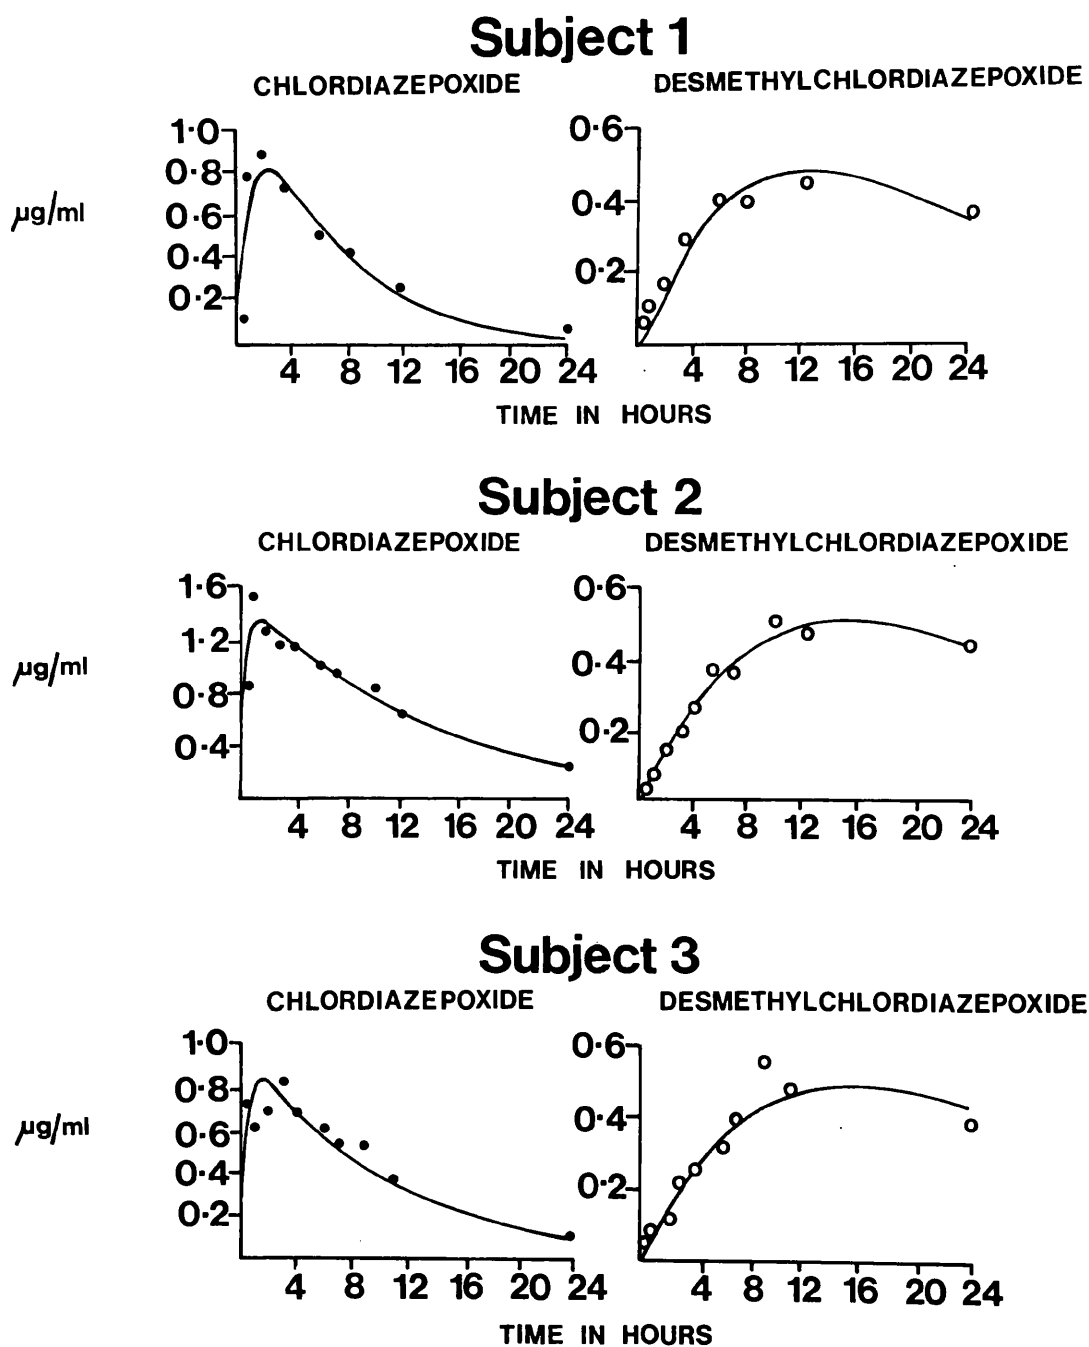 Subject 1
CHLORDIAZEPOXIDE DESMETHYLCHLORDIAZEPOXIDE
µg/ml
1·0
0·8
0·6
0·4
0·2
4 8 12 16 20 24
0·6
0·4
0·2
4 8 12 16 20 24
TIME IN HOURS
Subject 2
CHLORDIAZEPOXIDE DESMETHYLCHLORDIAZEPOXIDE
µg/ml
1·6
1·2
0·8
0·4
4 8 12 16 20 24
0·6
0·4
0·2
4 8 12 16 20 24
TIME IN HOURS
Subject 3
CHLORDIAZEPOXIDE DESMETHYLCHLORDIAZEPOXIDE
µg/ml
1·0
0·8
0·6
0·4
0·2
4 8 12 16 20 24
0·6
0·4
0·2
4 8 12 16 20 24
TIME IN HOURS